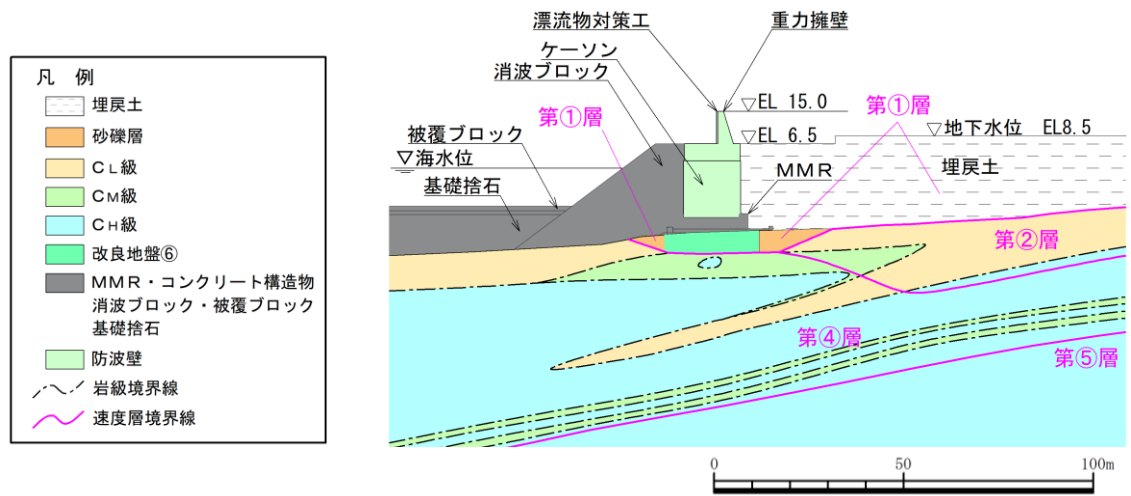 凡 例
埋戻土
砂礫層
CL級
CM級
CH級
改良地盤⑥
MMR・コンクリート構造物
消波ブロック・被覆ブロック
基礎捨石
防波壁
岩級境界線
速度層境界線
漂流物対策工
重力擁壁
ケーソン
消波ブロック
第①層
▽EL 15.0
第①層
被覆ブロック
▽EL 6.5
▽地下水位 EL8.5
▽海水位
基礎捨石
MMR
埋戻土
第②層
第④層
第⑤層
0 50 100m